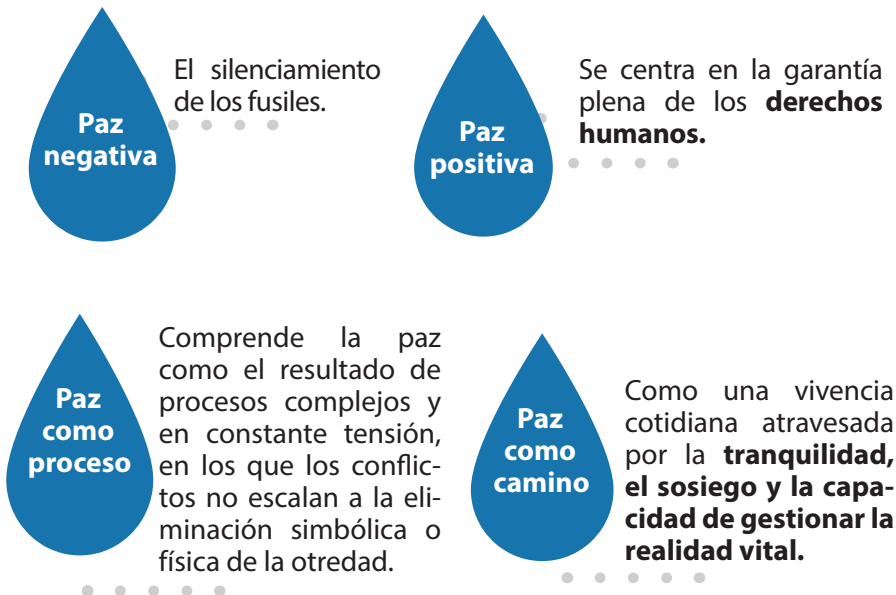 Paz
negativa
El silenciamiento
de los fusiles.
Paz
positiva
Se centra en la garantía
plena de los derechos
humanos.
Paz
como
proceso
Comprende la paz
como el resultado de
procesos complejos y
en constante tensión,
en los que los conflic-
tos no escalan a la eli-
minación simbólica o
física de la otredad.
Paz
como
camino
Como una vivencia
cotidiana atravesada
por la tranquilidad,
el sosiego y la capa-
cidad de gestionar la
realidad vital.